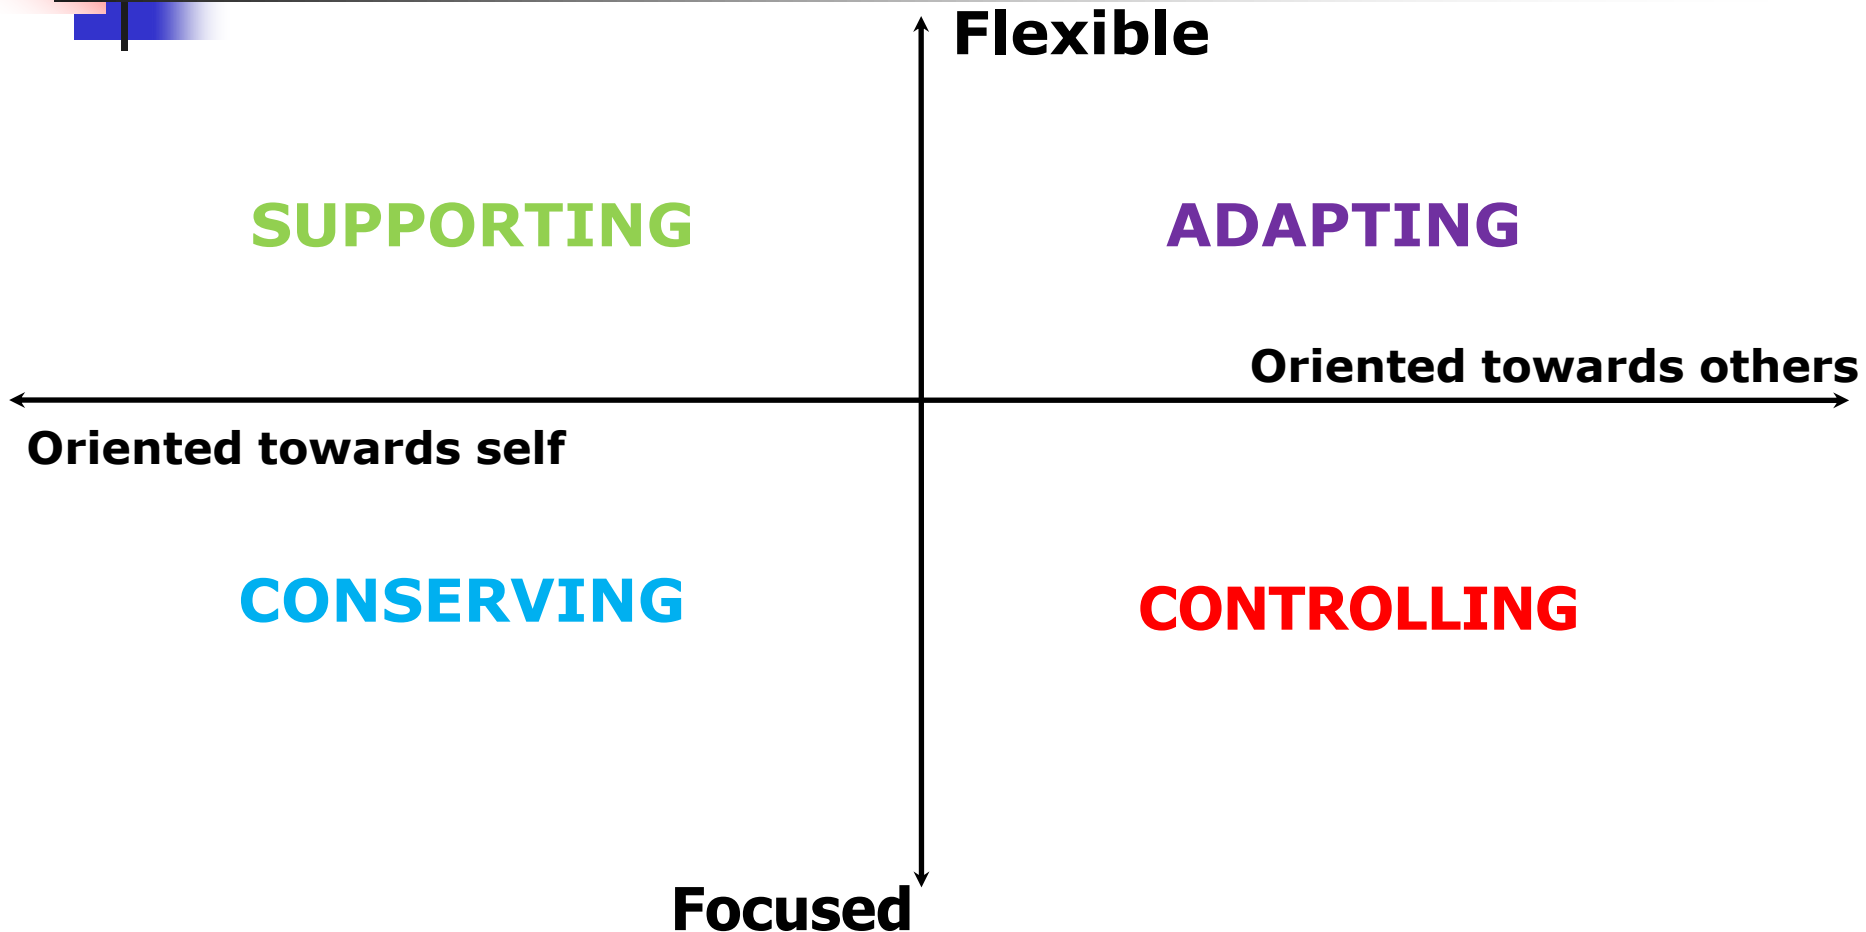 Flexible
SUPPORTING
ADAPTING
Oriented towards others
Oriented towards self
CONSERVING
CONTROLLING
Focused